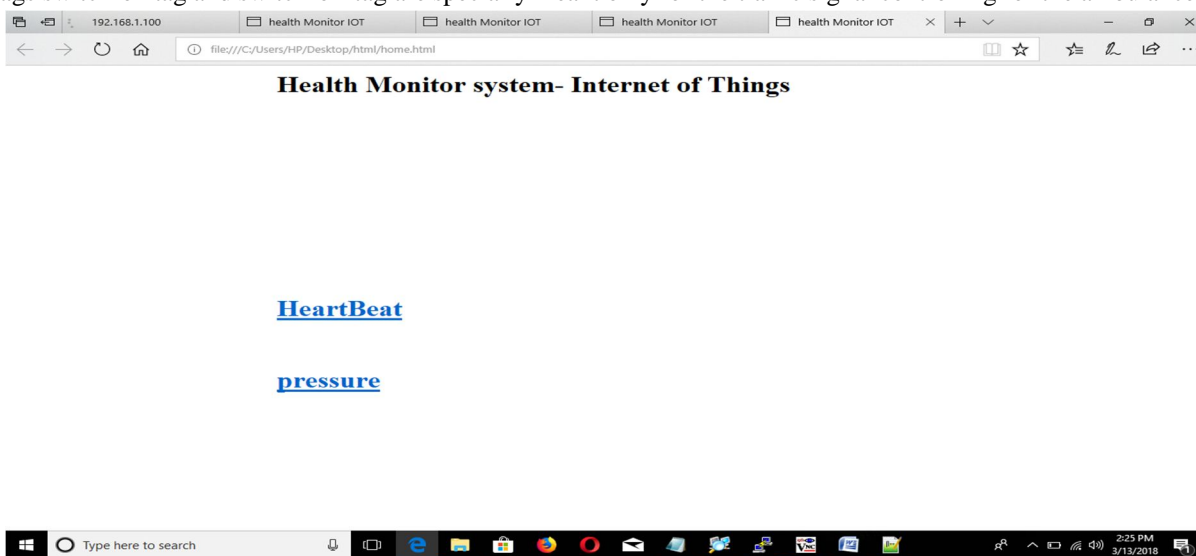 192.168.1.100 health Monitor IOT health Monitor IOT health Monitor IOT health Monitor IOT
file:///C:/Users/HP/Desktop/html/home.html
Health Monitor system- Internet of Things
HeartBeat
pressure
Type here to search
2:25 PM
3/13/2018